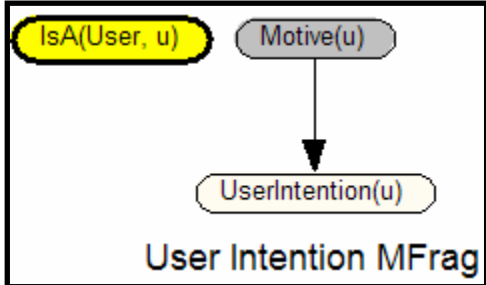 IsA(User, u)
Motive(u)
UserIntention(u)
User Intention MFrag